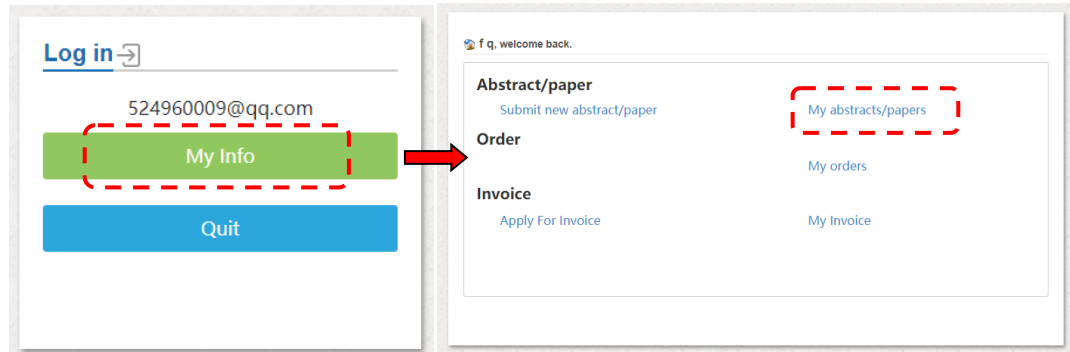 Log in
524960009@qq.com
My Info
Quit
f q, welcome back.
Abstract/paper
Submit new abstract/paper
My abstracts/papers
Order
My orders
Invoice
Apply For Invoice
My Invoice